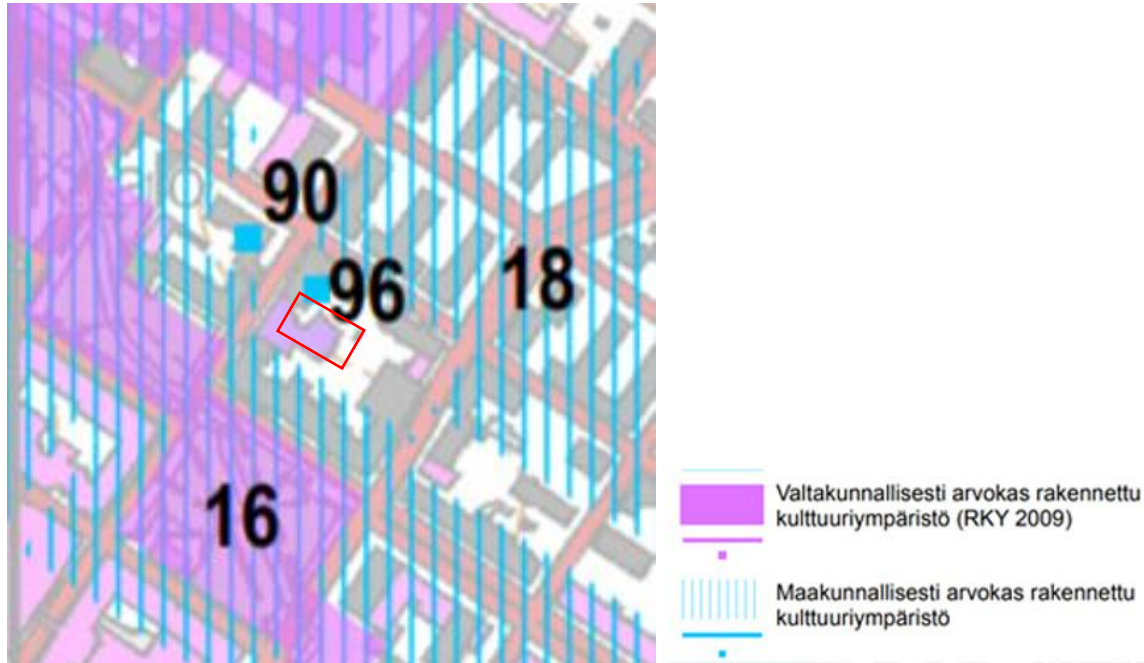 90
96
18
16
Valtakunnallisesti arvokas rakennettu
kulttuuriympäristö (RKY 2009)
Maakunnallisesti arvokas rakennettu
kulttuuriympäristö